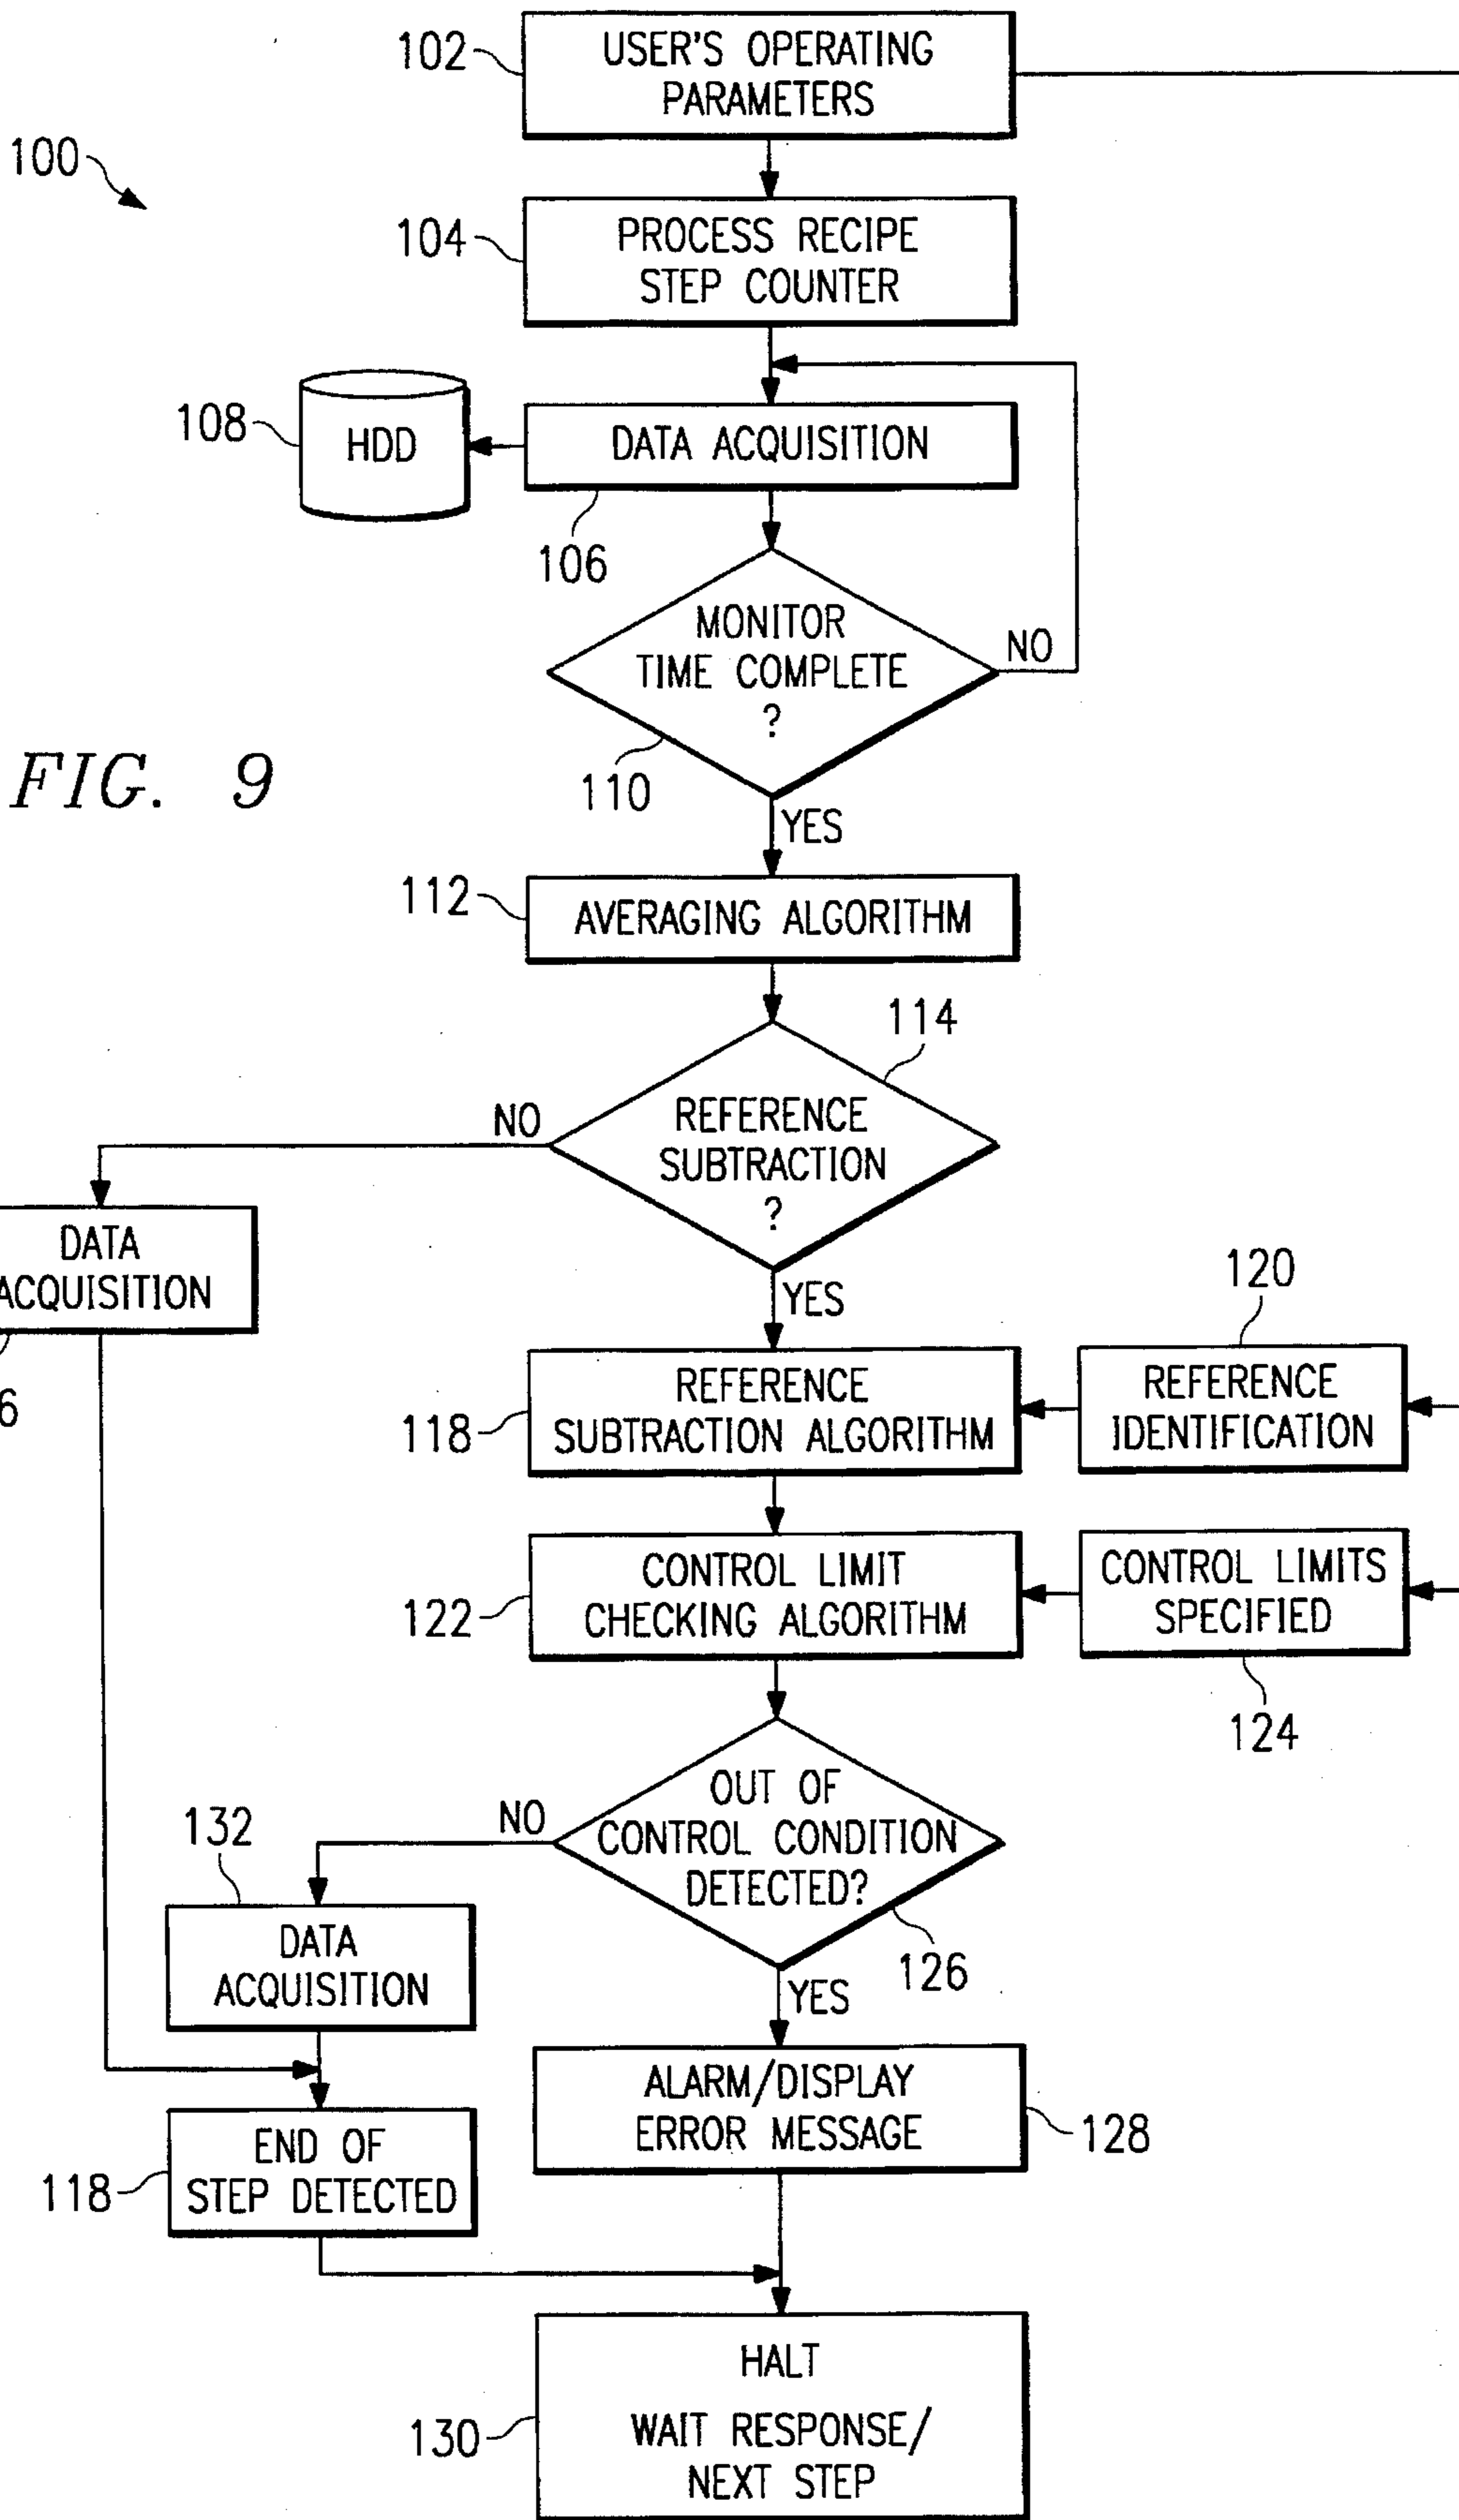 102
USER'S OPERATING
PARAMETERS
100
104
PROCESS RECIPE
STEP COUNTER
108
HDD
DATA ACQUISITION
106
MONITOR
TIME COMPLETE
?
NO
110
FIG. 9
YES
112
AVERAGING ALGORITHM
114
NO
REFERENCE
SUBTRACTION
?
DATA
ACQUISITION
6
YES
120
118
REFERENCE
SUBTRACTION ALGORITHM
REFERENCE
IDENTIFICATION
122
CONTROL LIMIT
CHECKING ALGORITHM
CONTROL LIMITS
SPECIFIED
124
132
NO
OUT OF
CONTROL CONDITION
DETECTED?
126
DATA
ACQUISITION
YES
ALARM/DISPLAY
ERROR MESSAGE
128
118
END OF
STEP DETECTED
130
HALT
WAIT RESPONSE/
NEXT STEP